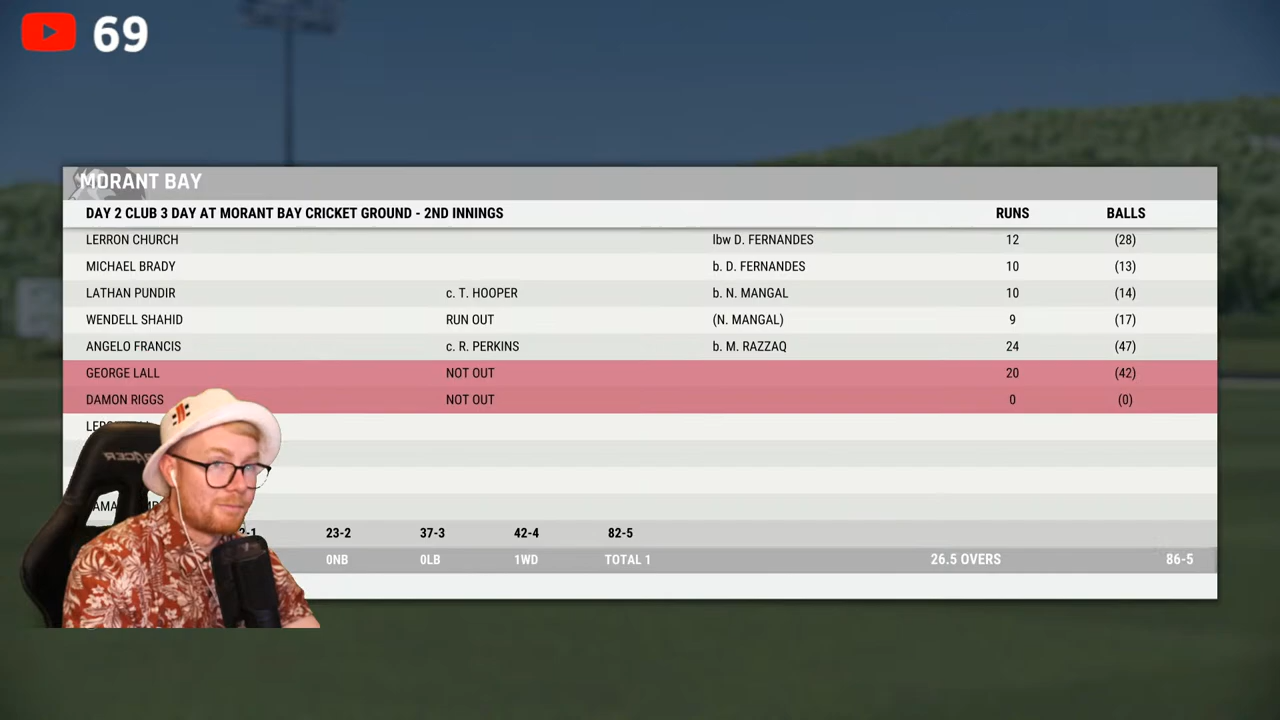 69
MORANT BAY
DAY 2 CLUB 3 DAY AT MORANT BAY CRICKET GROUND - 2ND INNINGS RUNS BALLS
LERRON CHURCH lbw D. FERNANDES 12 (28)
MICHAEL BRADY b. D. FERNANDES 10 (13)
LATHAN PUNDIR c. T. HOOPER b. N. MANGAL 10 (14)
WENDELL SHAHID RUN OUT (N. MANGAL) 9 (17)
ANGELO FRANCIS c. R. PERKINS b. M. RAZZAQ 24 (47)
GEORGE LALL NOT OUT 20 (42)
DAMON RIGGS NOT OUT 0 (0)
23-2 37-3 42-4 82-5
0NB 0LB 1WD TOTAL 1 26.5 OVERS 86-5